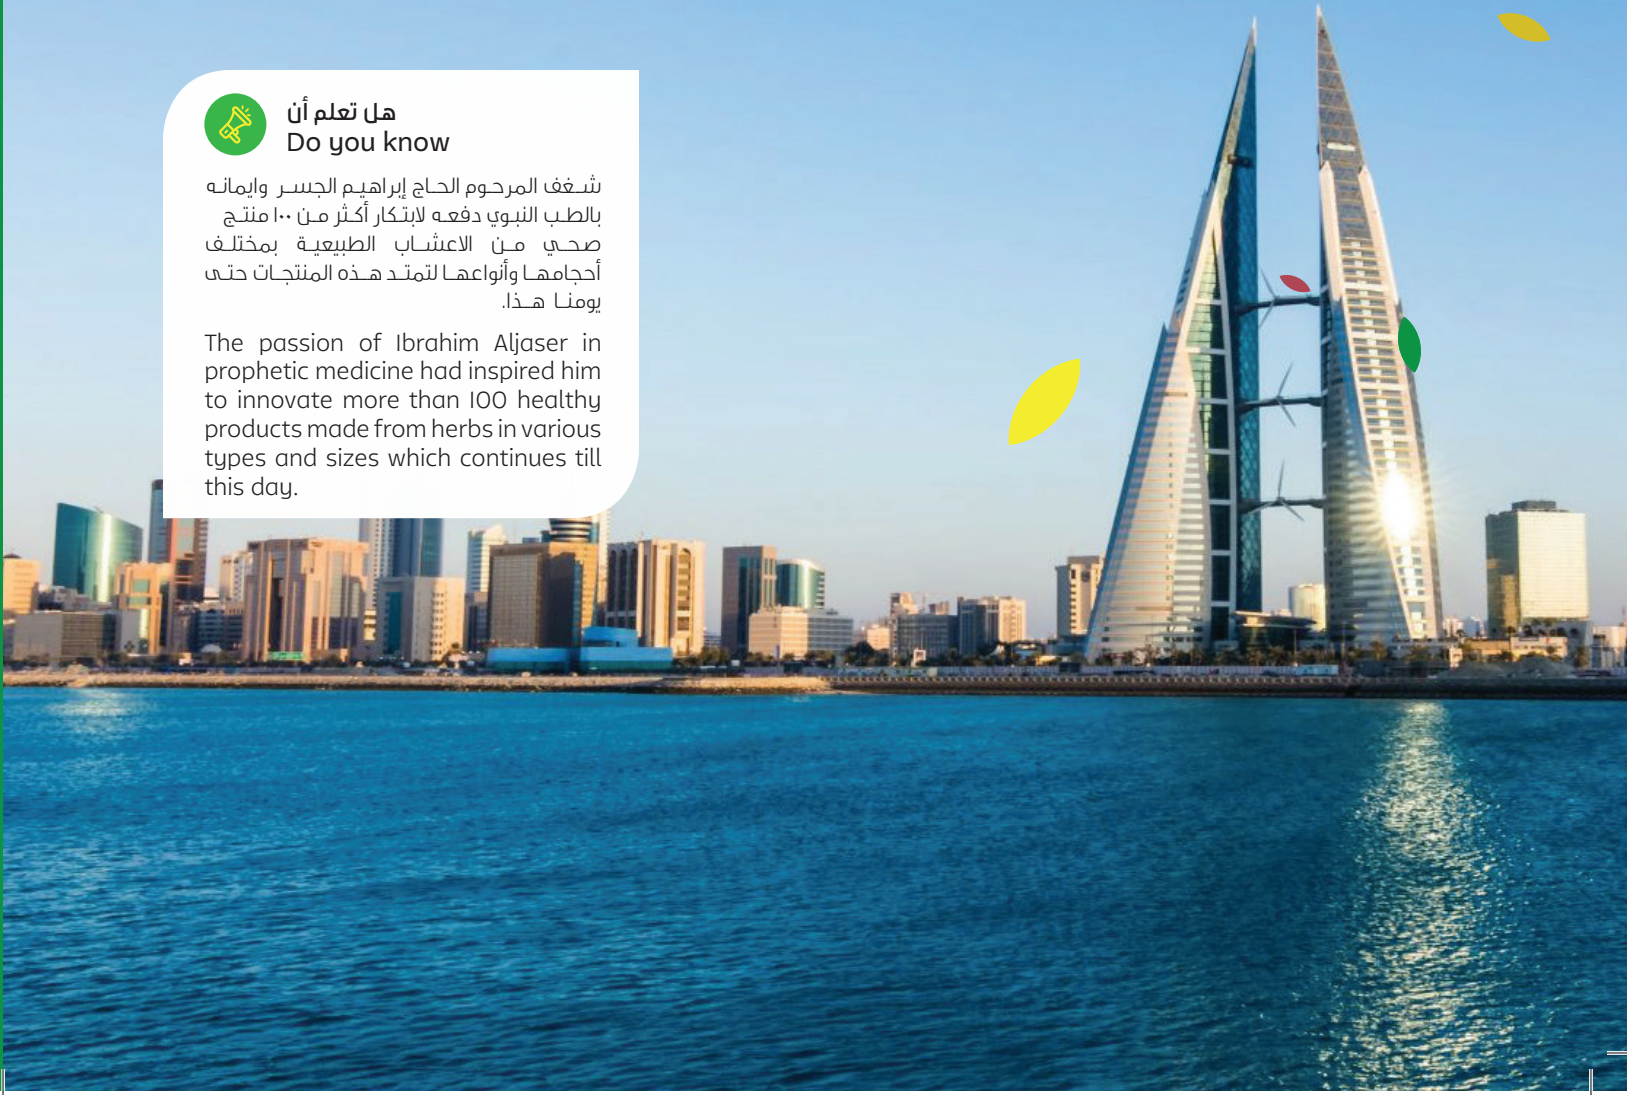 هل تعلم أن
Do you know
شغف المرحوم الحاج إبراهيم الجسر وايمانه
بالطب النبوي دفعه لابتكار أكثر من ١٠٠ منتج
صحي من الاعشاب الطبيعية بمختلف
أحجامها وأنواعها لتمتد هذه المنتجات حتى
يومنا هذا.
The passion of Ibrahim Aljaser in
prophetic medicine had inspired him
to innovate more than 100 healthy
products made from herbs in various
types and sizes which continues till
this day.